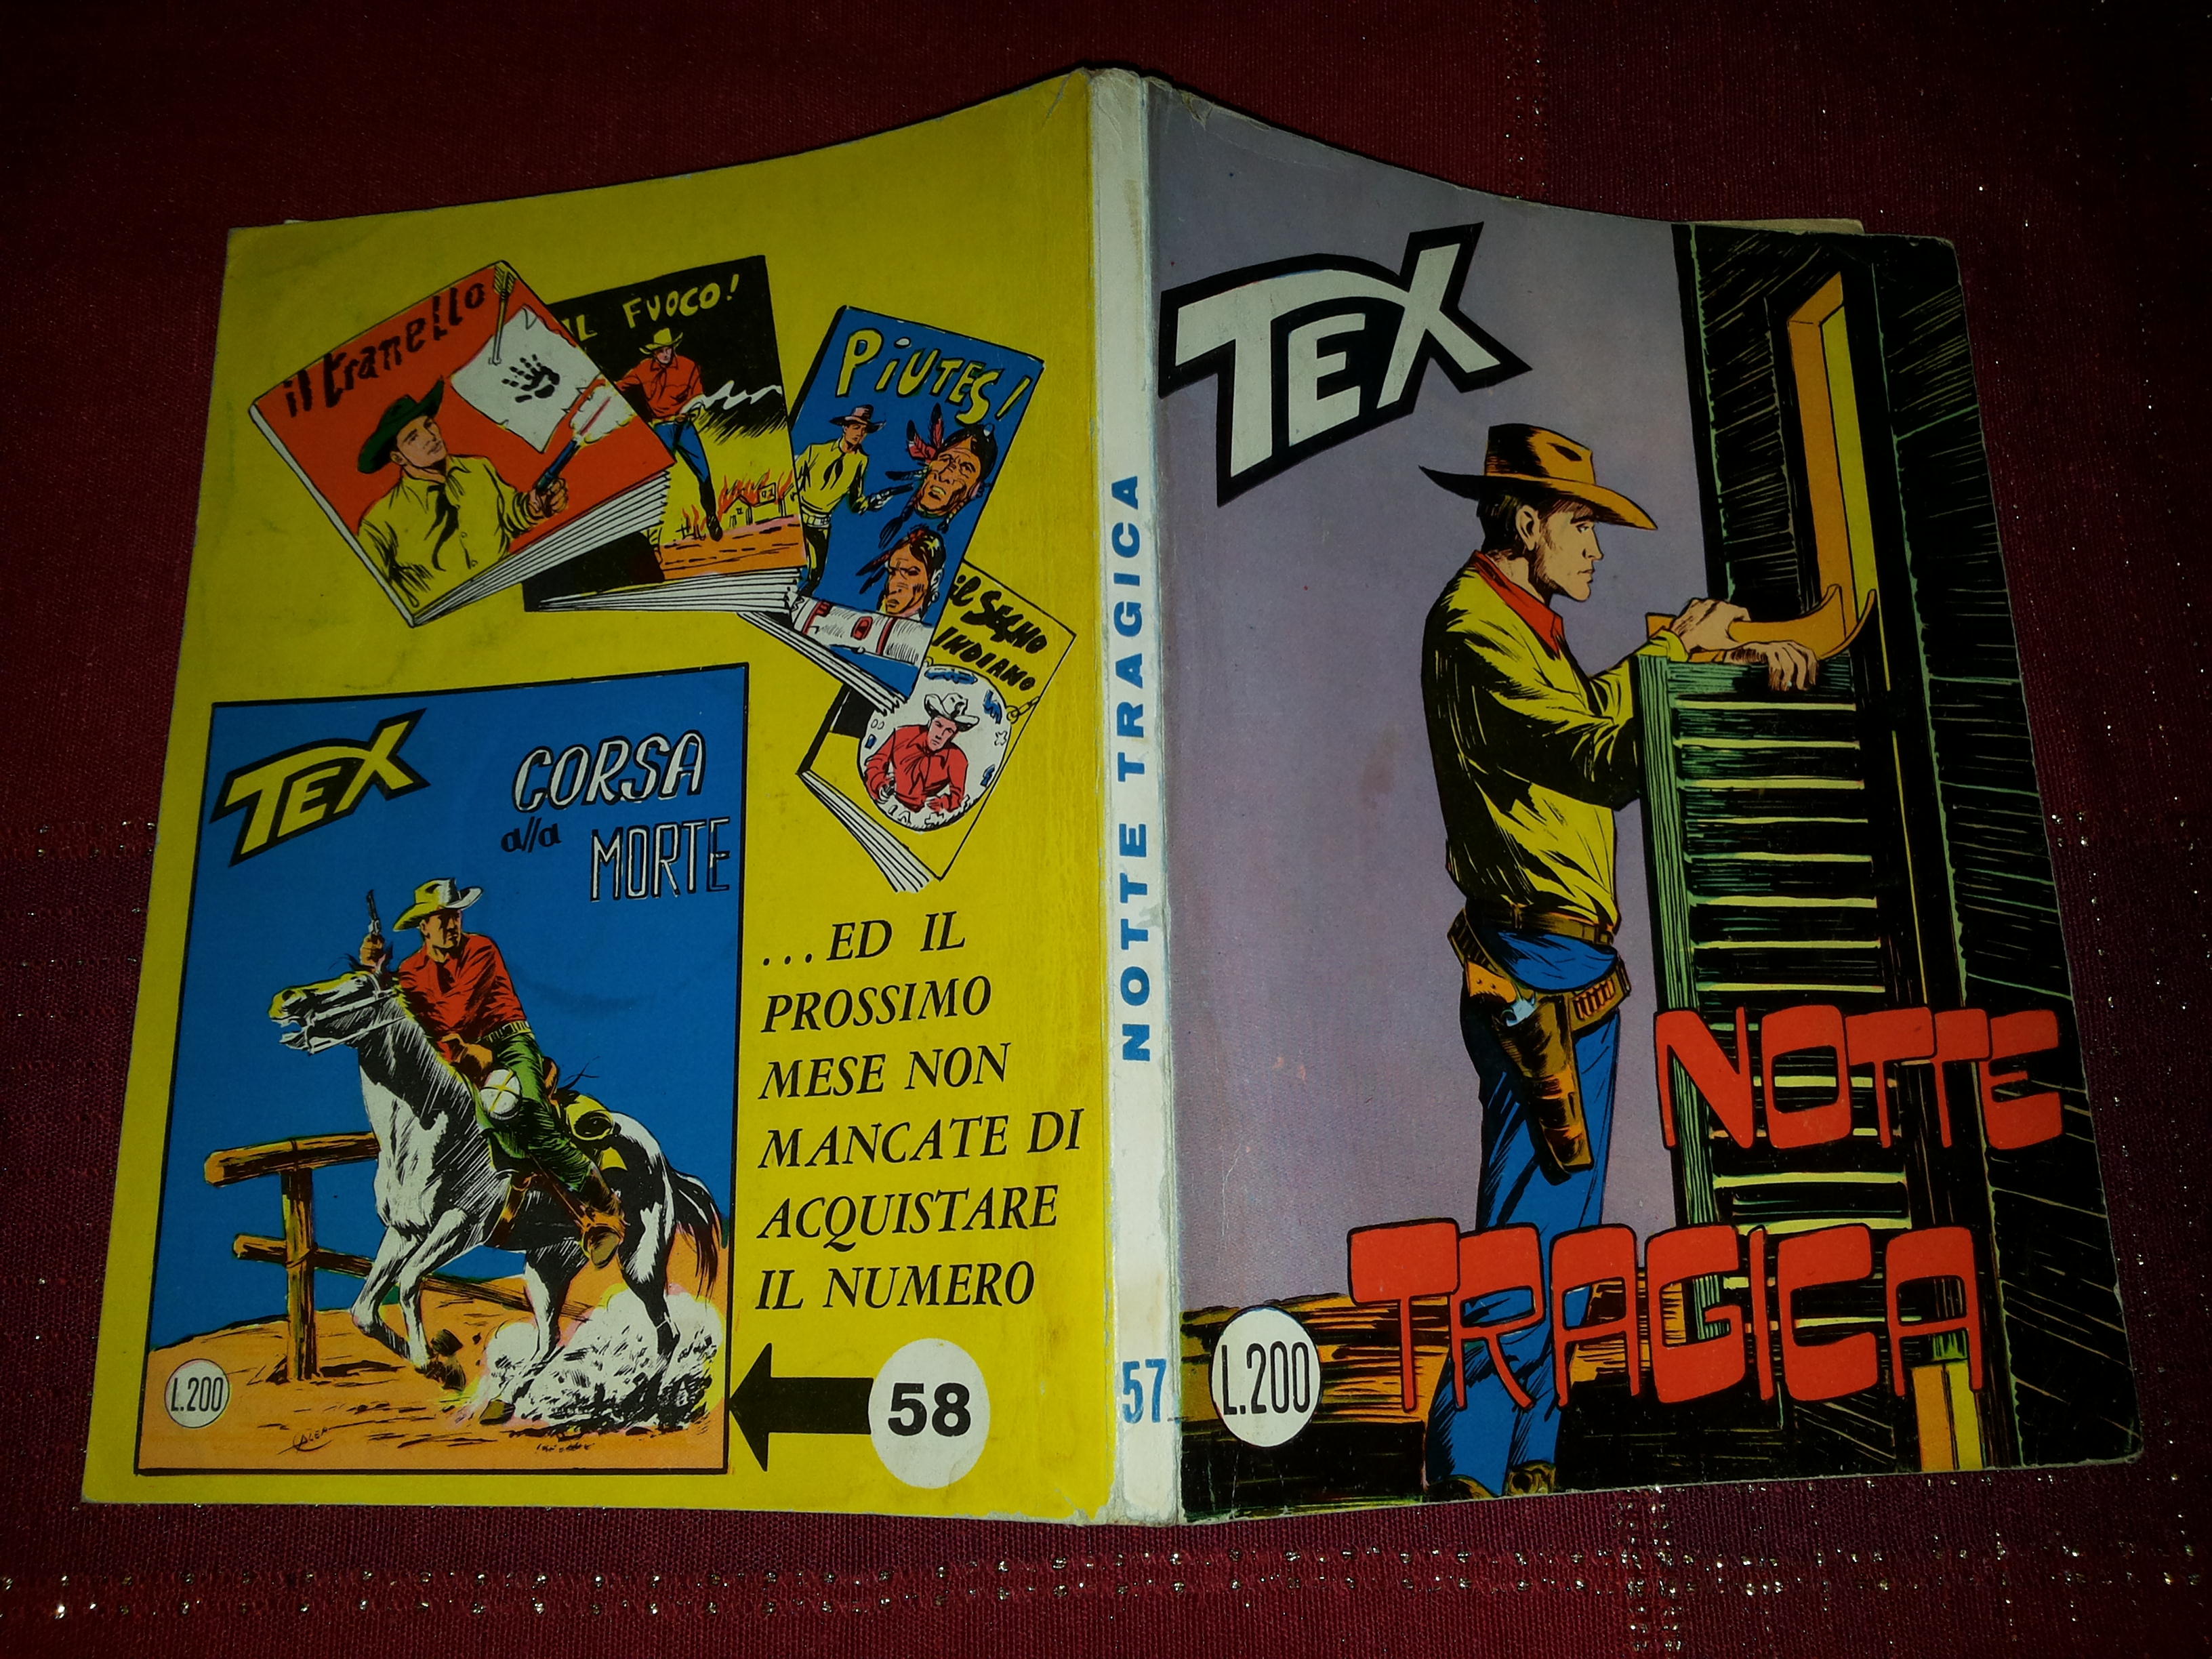 il tranello
IL FUOCO!
PIUTES!
il SEGNO
INDIANO
TEX
CORSA
alla
MORTE
L.200
...ED IL
PROSSIMO
MESE NON
MANCATE DI
ACQUISTARE
IL NUMERO
58
NOTTE TRAGICA
57
TEX
NOTTE
TRAGICA
L.200